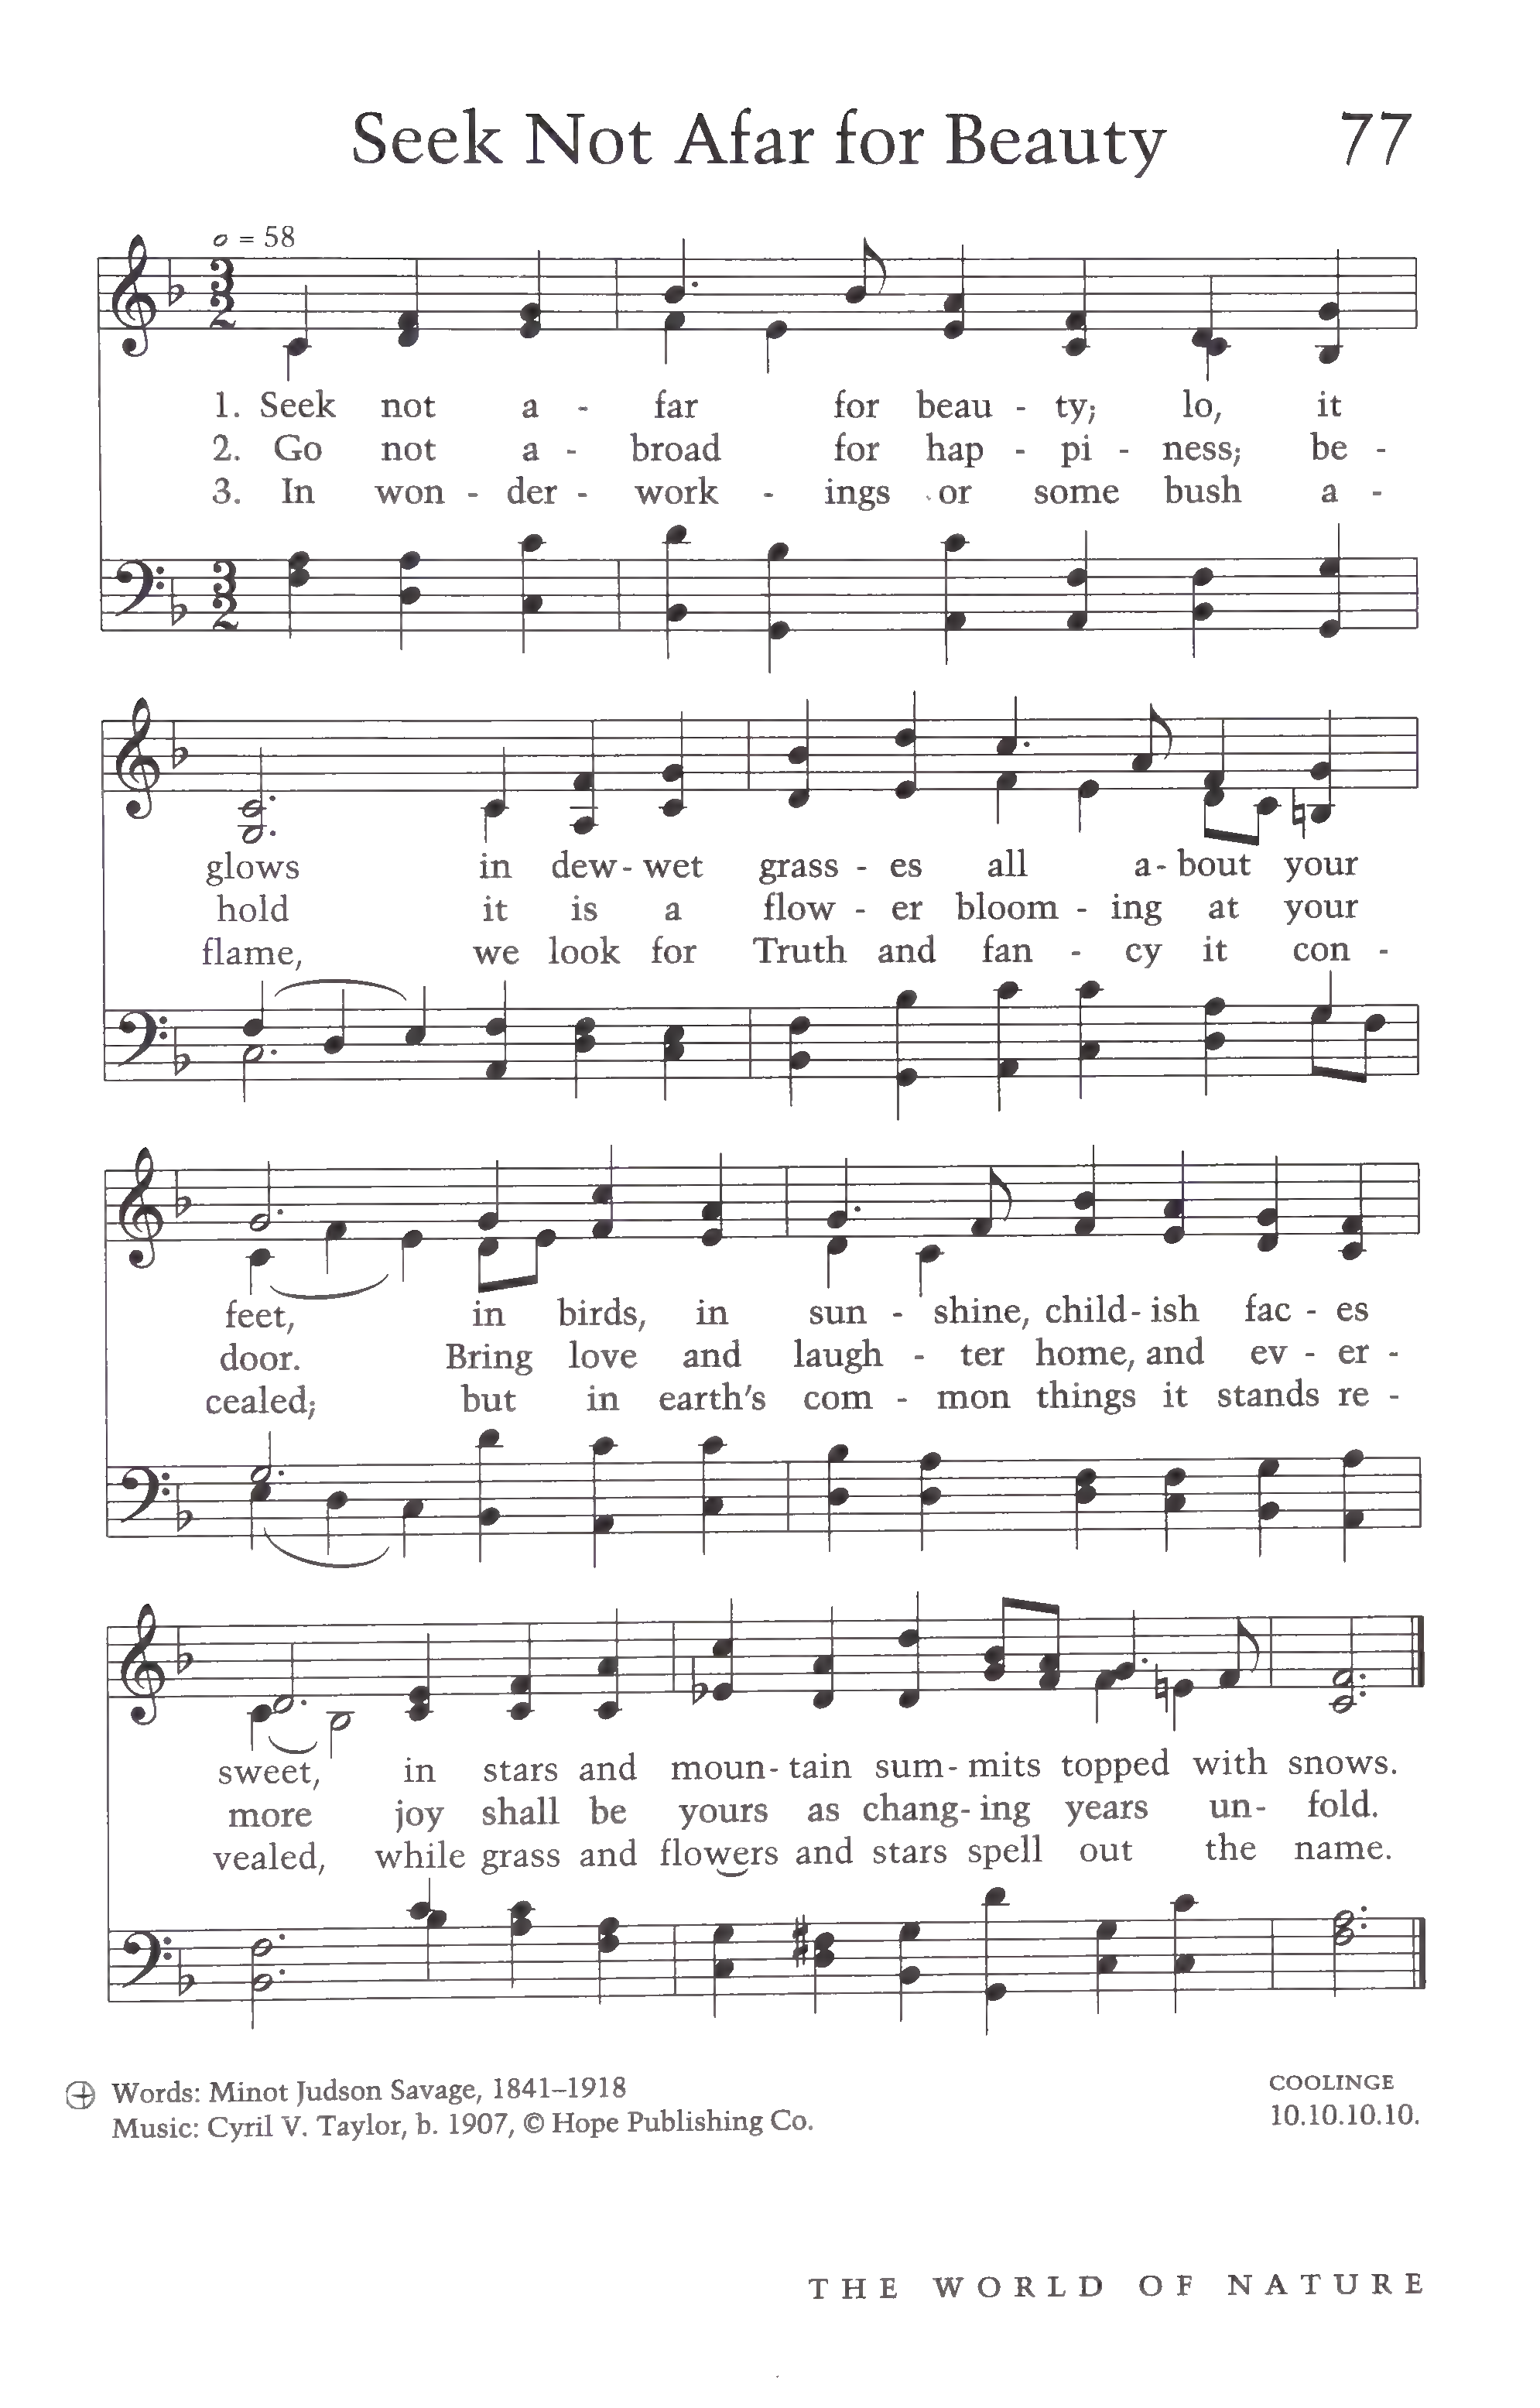 Seek Not Afar for Beauty 77
= 58
1. Seek not a - far for beau - ty; lo, it
2. Go not a - broad for hap - pi - ness; be -
3. In won - der - work - ings or some bush a -
glows in dew - wet grass - es all a - bout your
hold it is a flow - er bloom - ing at your
flame, we look for Truth and fan - cy it con -
feet, in birds, in sun - shine, child - ish fac - es
door. Bring love and laugh - ter home, and ev - er -
cealed; but in earth's com - mon things it stands re -
sweet, in stars and moun - tain sum - mits topped with snows.
more joy shall be yours as chang - ing years un - fold.
vealed, while grass and flowers and stars spell out the name.
Words: Minot Judson Savage, 1841–1918 COOLINGE
Music: Cyril V. Taylor, b. 1907, © Hope Publishing Co. 10.10.10.10.
THE WORLD OF NATURE